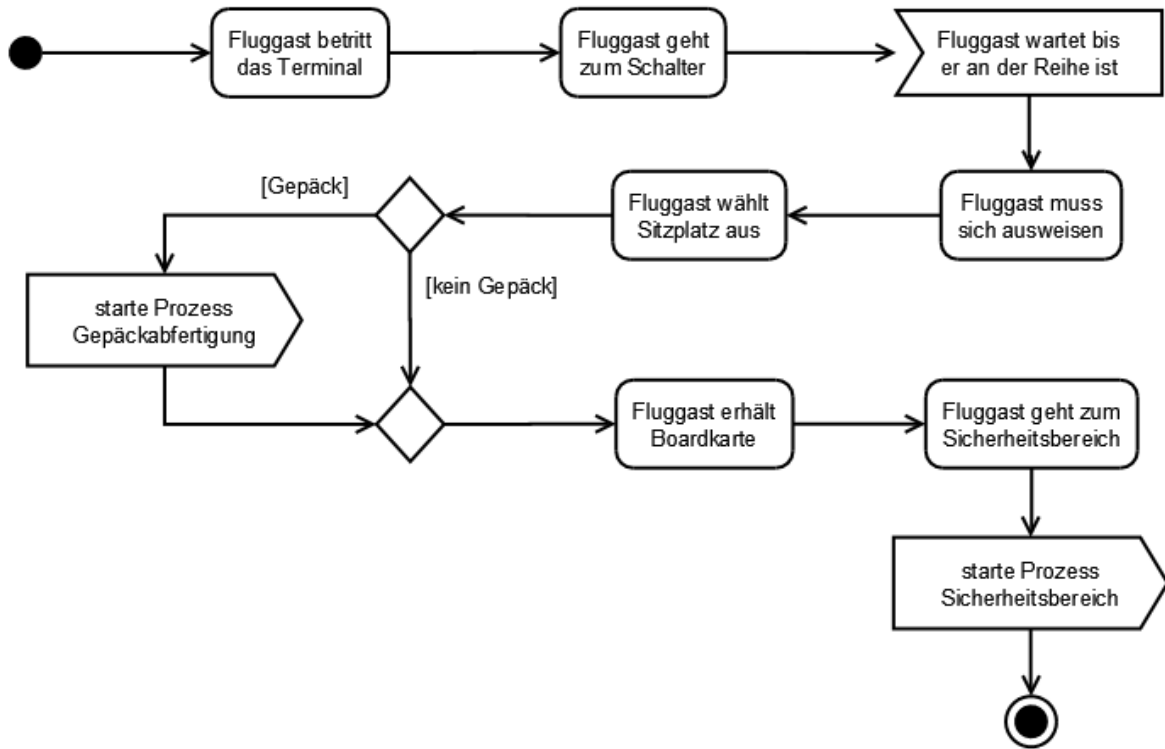 Fluggast betritt
das Terminal
Fluggast geht
zum Schalter
Fluggast wartet bis
er an der Reihe ist
[Gepäck]
Fluggast wählt
Sitzplatz aus
Fluggast muss
sich ausweisen
[kein Gepäck]
starte Prozess
Gepäckabfertigung
Fluggast erhält
Boardkarte
Fluggast geht zum
Sicherheitsbereich
starte Prozess
Sicherheitsbereich